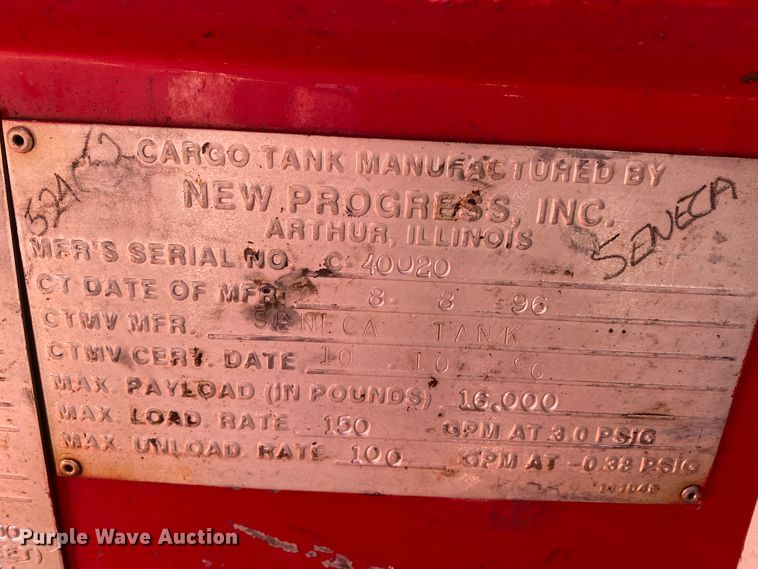 CARGO TANK MANUFACTURED BY
NEW PROGRESS, INC.
ARTHUR, ILLINOIS
SENECA
MFR'S SERIAL NO. C 40020
CT DATE OF MFR. 8. 8 96
CTMV MFR. SENECA TANK
CTMV CERT. DATE 10 . 10 . 96
MAX. PAYLOAD (IN POUNDS) 16,000
MAX. LOAD. RATE 150 GPM AT 3.0 PSIG
MAX. UNLOAD. RATE 100 GPM AT -0.38 PSIG
Purple Wave Auction